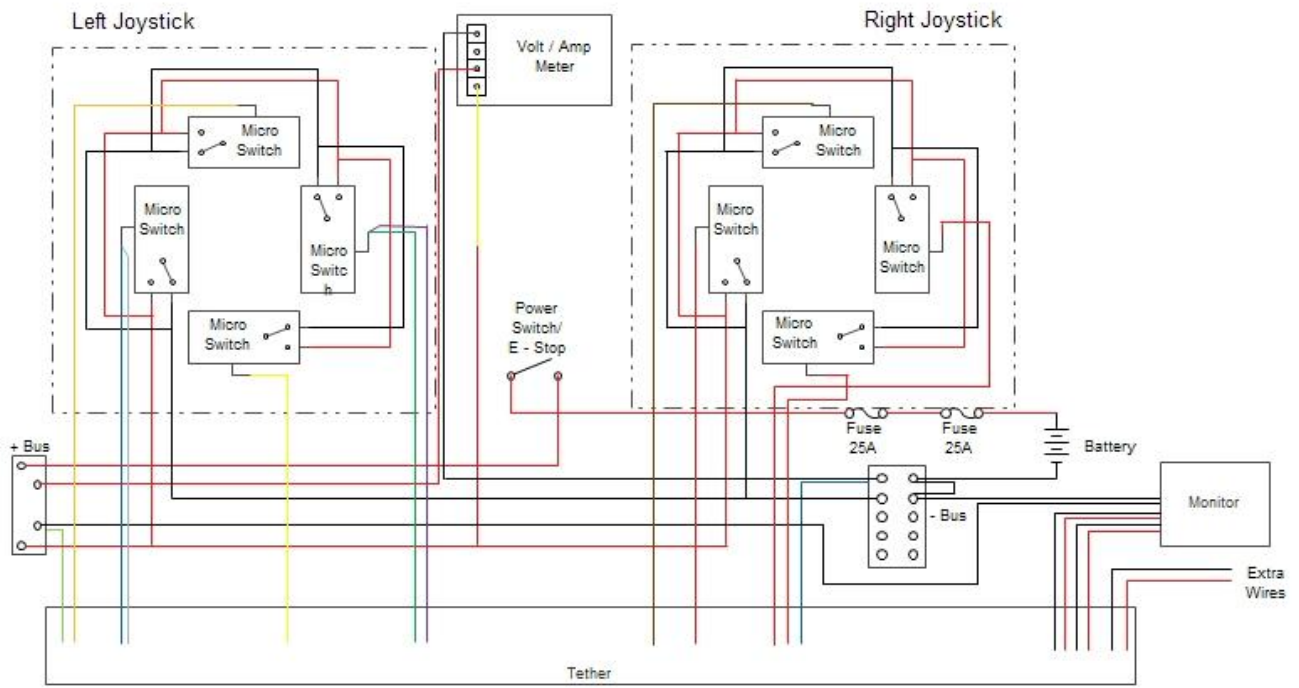 Left Joystick
Right Joystick
Volt / Amp
Meter
Micro
Switch
Micro
Switch
Micro
Switch
Micro
Switc
h
Micro
Switch
Micro
Switch
Micro
Switch
Micro
Switch
Power
Switch/
E - Stop
Fuse
25A
Fuse
25A
Battery
+ Bus
- Bus
Monitor
Extra
Wires
Tether